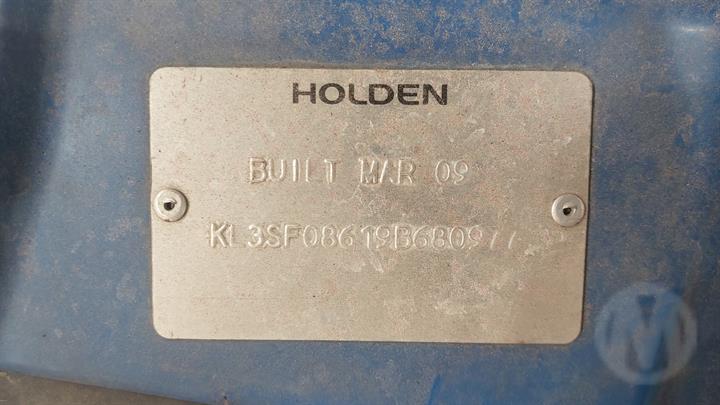 HOLDEN
BUILT MAR 09
KL3SF08619B680977
M